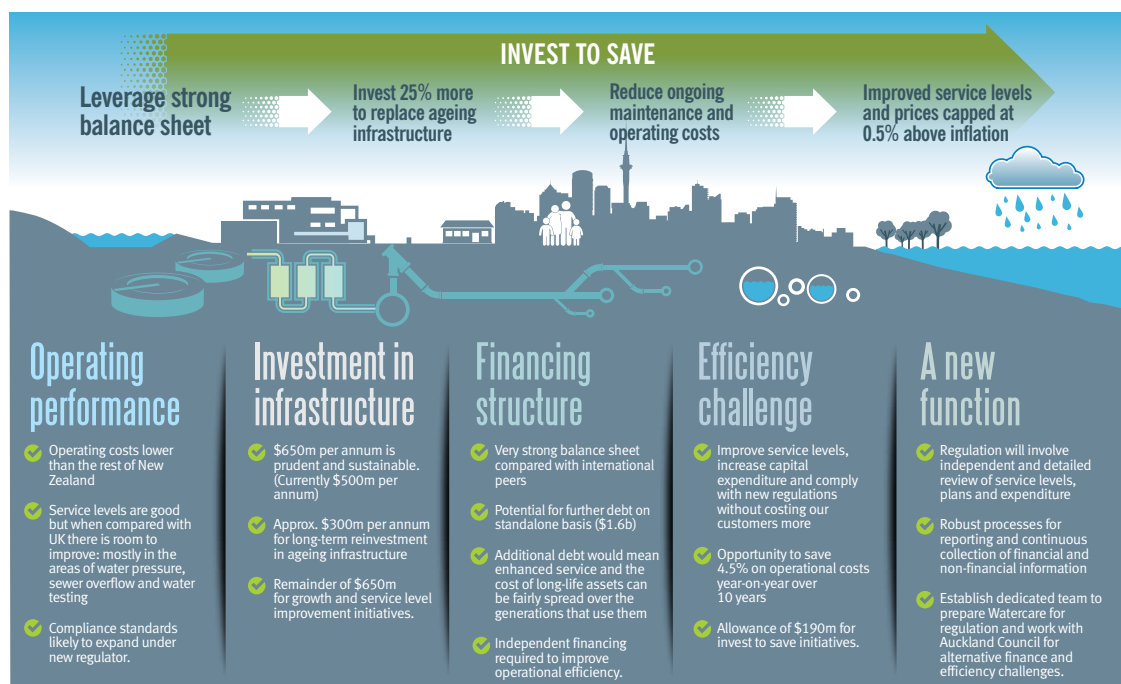 INVEST TO SAVE
Leverage strong
balance sheet
Invest 25% more
to replace ageing
infrastructure
Reduce ongoing
maintenance and
operating costs
Improved service levels
and prices capped at
0.5% above inflation
Operating
performance
Operating costs lower
than the rest of New
Zealand
Service levels are good
but when compared with
UK there is room to
improve: mostly in the
areas of water pressure,
sewer overflow and water
testing
Compliance standards
likely to expand under
new regulator.
Investment in
infrastructure
$650m per annum is
prudent and sustainable.
(Currently $500m per
annum)
Approx. $300m per annum
for long-term reinvestment
in ageing infrastructure
Remainder of $650m
for growth and service level
improvement initiatives.
Financing
structure
Very strong balance sheet
compared with international
peers
Potential for further debt on
standalone basis ($1.6b)
Additional debt would mean
enhanced service and the
cost of long-life assets can
be fairly spread over the
generations that use them
Independent financing
required to improve
operational efficiency.
Efficiency
challenge
Improve service levels,
increase capital
expenditure and comply
with new regulations
without costing our
customers more
Opportunity to save
4.5% on operational costs
year-on-year over
10 years
Allowance of $190m for
invest to save initiatives.
A new
function
Regulation will involve
independent and detailed
review of service levels,
plans and expenditure
Robust processes for
reporting and continuous
collection of financial and
non-financial information
Establish dedicated team to
prepare Watercare for
regulation and work with
Auckland Council for
alternative finance and
efficiency challenges.